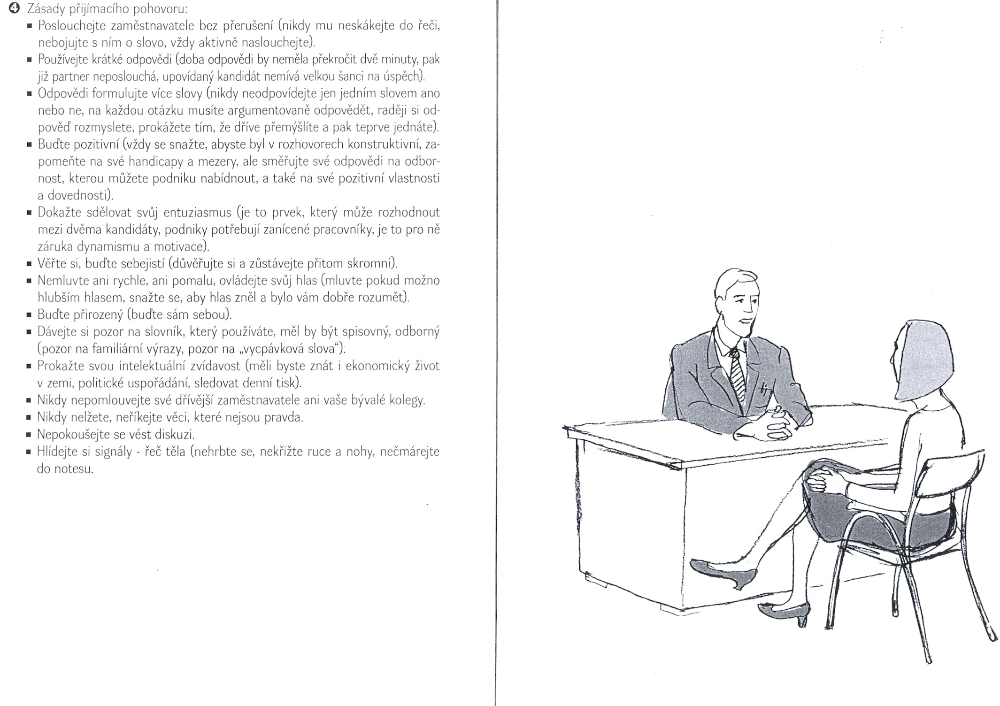 ❹ Zásady přijímacího pohovoru:
▪ Poslouchejte zaměstnavatele bez přerušení (nikdy mu neskákejte do řeči,
nebojujte s ním o slovo, vždy aktivně naslouchejte).
▪ Používejte krátké odpovědi (doba odpovědi by neměla překročit dvě minuty, pak
již partner neposlouchá, upovídaný kandidát nemívá velkou šanci na úspěch).
▪ Odpovědi formulujte více slovy (nikdy neodpovídejte jen jedním slovem ano
nebo ne, na každou otázku musíte argumentovaně odpovědět, raději si od-
pověď rozmyslete, prokážete tím, že dříve přemýšlíte a pak teprve jednáte).
▪ Buďte pozitivní (vždy se snažte, abyste byl v rozhovorech konstruktivní, za-
pomeňte na své handicapy a mezery, ale směřujte své odpovědi na odbor-
nost, kterou můžete podniku nabídnout, a také na své pozitivní vlastnosti
a dovednosti).
▪ Dokažte sdělovat svůj entuziasmus (je to prvek, který může rozhodnout
mezi dvěma kandidáty, podniky potřebují zanícené pracovníky, je to pro ně
záruka dynamismu a motivace).
▪ Věřte si, buďte sebejistí (důvěřujte si a zůstávejte přitom skromní).
▪ Nemluvte ani rychle, ani pomalu, ovládejte svůj hlas (mluvte pokud možno
hlubším hlasem, snažte se, aby hlas zněl a bylo vám dobře rozumět).
▪ Buďte přirozený (buďte sám sebou).
▪ Dávejte si pozor na slovník, který používáte, měl by být spisovný, odborný
(pozor na familiární výrazy, pozor na „vycpávková slova“).
▪ Prokažte svou intelektuální zvídavost (měli byste znát i ekonomický život
v zemi, politické uspořádání, sledovat denní tisk).
▪ Nikdy nepomlouvejte své dřívější zaměstnavatele ani vaše bývalé kolegy.
▪ Nikdy nelžete, neříkejte věci, které nejsou pravda.
▪ Nepokoušejte se vést diskuzi.
▪ Hlídejte si signály - řeč těla (nehrbte se, nekřižte ruce a nohy, nečmárejte
do notesu.